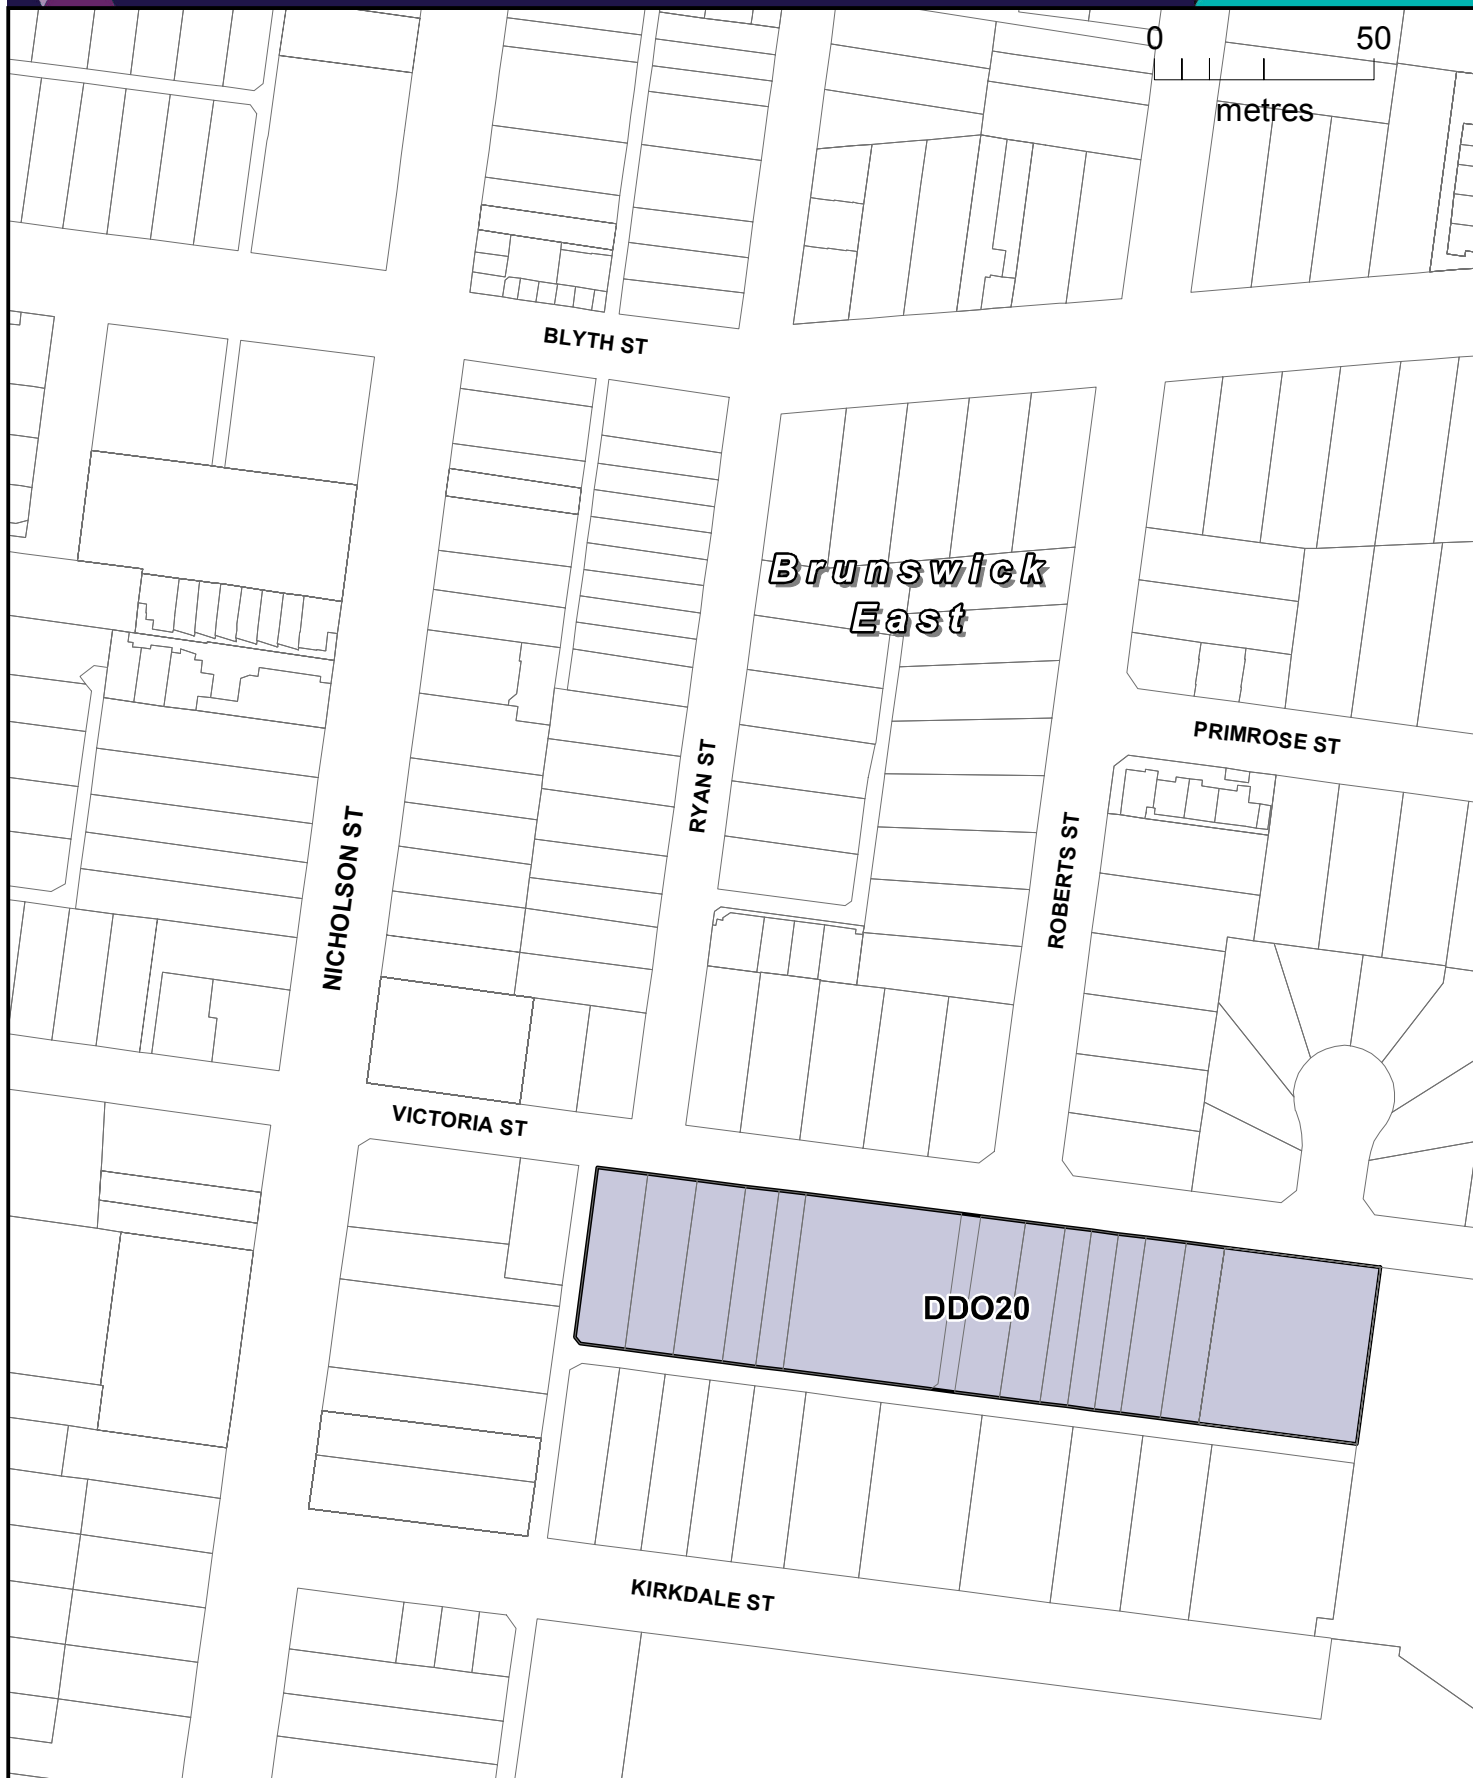 0 50
metres
BLYTH ST
Brunswick
East
PRIMROSE ST
RYAN ST
NICHOLSON ST
ROBERTS ST
VICTORIA ST
DDO20
KIRKDALE ST